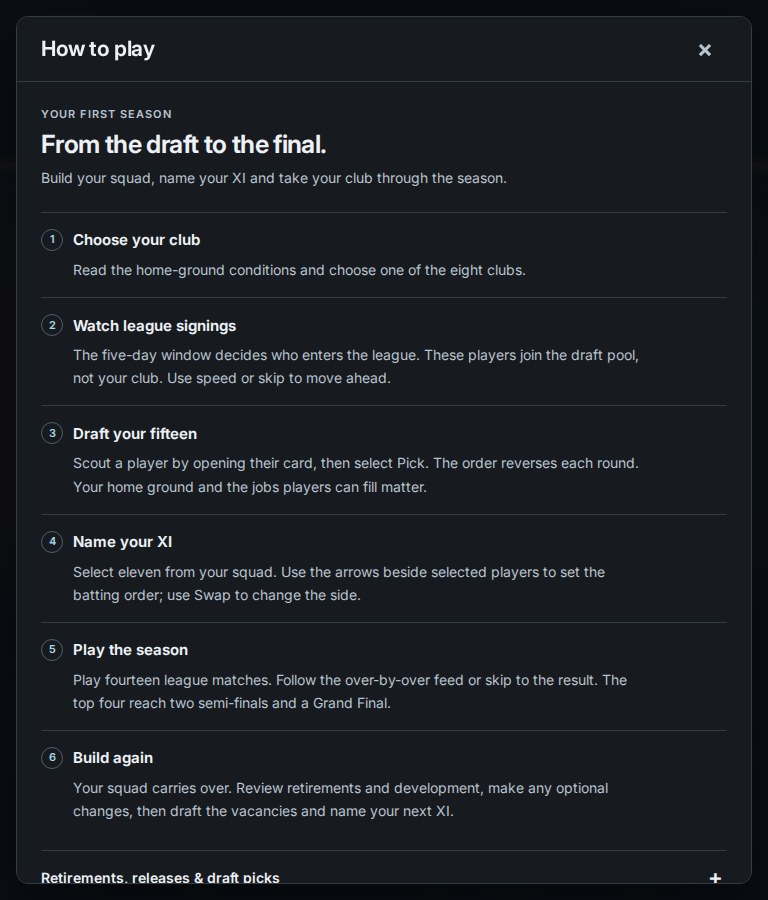 How to play
×
YOUR FIRST SEASON
From the draft to the final.
Build your squad, name your XI and take your club through the season.
1 Choose your club
Read the home-ground conditions and choose one of the eight clubs.
2 Watch league signings
The five-day window decides who enters the league. These players join the draft pool,
not your club. Use speed or skip to move ahead.
3 Draft your fifteen
Scout a player by opening their card, then select Pick. The order reverses each round.
Your home ground and the jobs players can fill matter.
4 Name your XI
Select eleven from your squad. Use the arrows beside selected players to set the
batting order; use Swap to change the side.
5 Play the season
Play fourteen league matches. Follow the over-by-over feed or skip to the result. The
top four reach two semi-finals and a Grand Final.
6 Build again
Your squad carries over. Review retirements and development, make any optional
changes, then draft the vacancies and name your next XI.
Retirements, releases & draft picks +